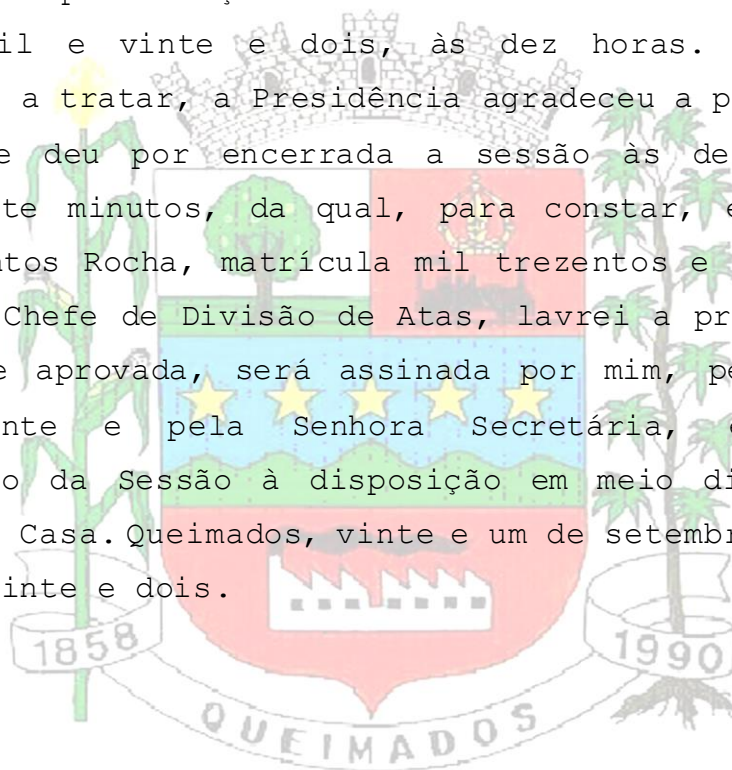 il e vinte e dois, às dez horas.
a tratar, a Presidência agradeceu a p
e deu por encerrada a sessão às de
te minutos, da qual, para constar, e
tos Rocha, matrícula mil trezentos e
Chefe de Divisão de Atas, lavrei a pr
e aprovada, será assinada por mim, pe
nte e pela Senhora Secretária,
o da Sessão à disposição em meio di
Casa. Queimados, vinte e um de setembr
inte e dois.
1858
1990
QUEIMADOS